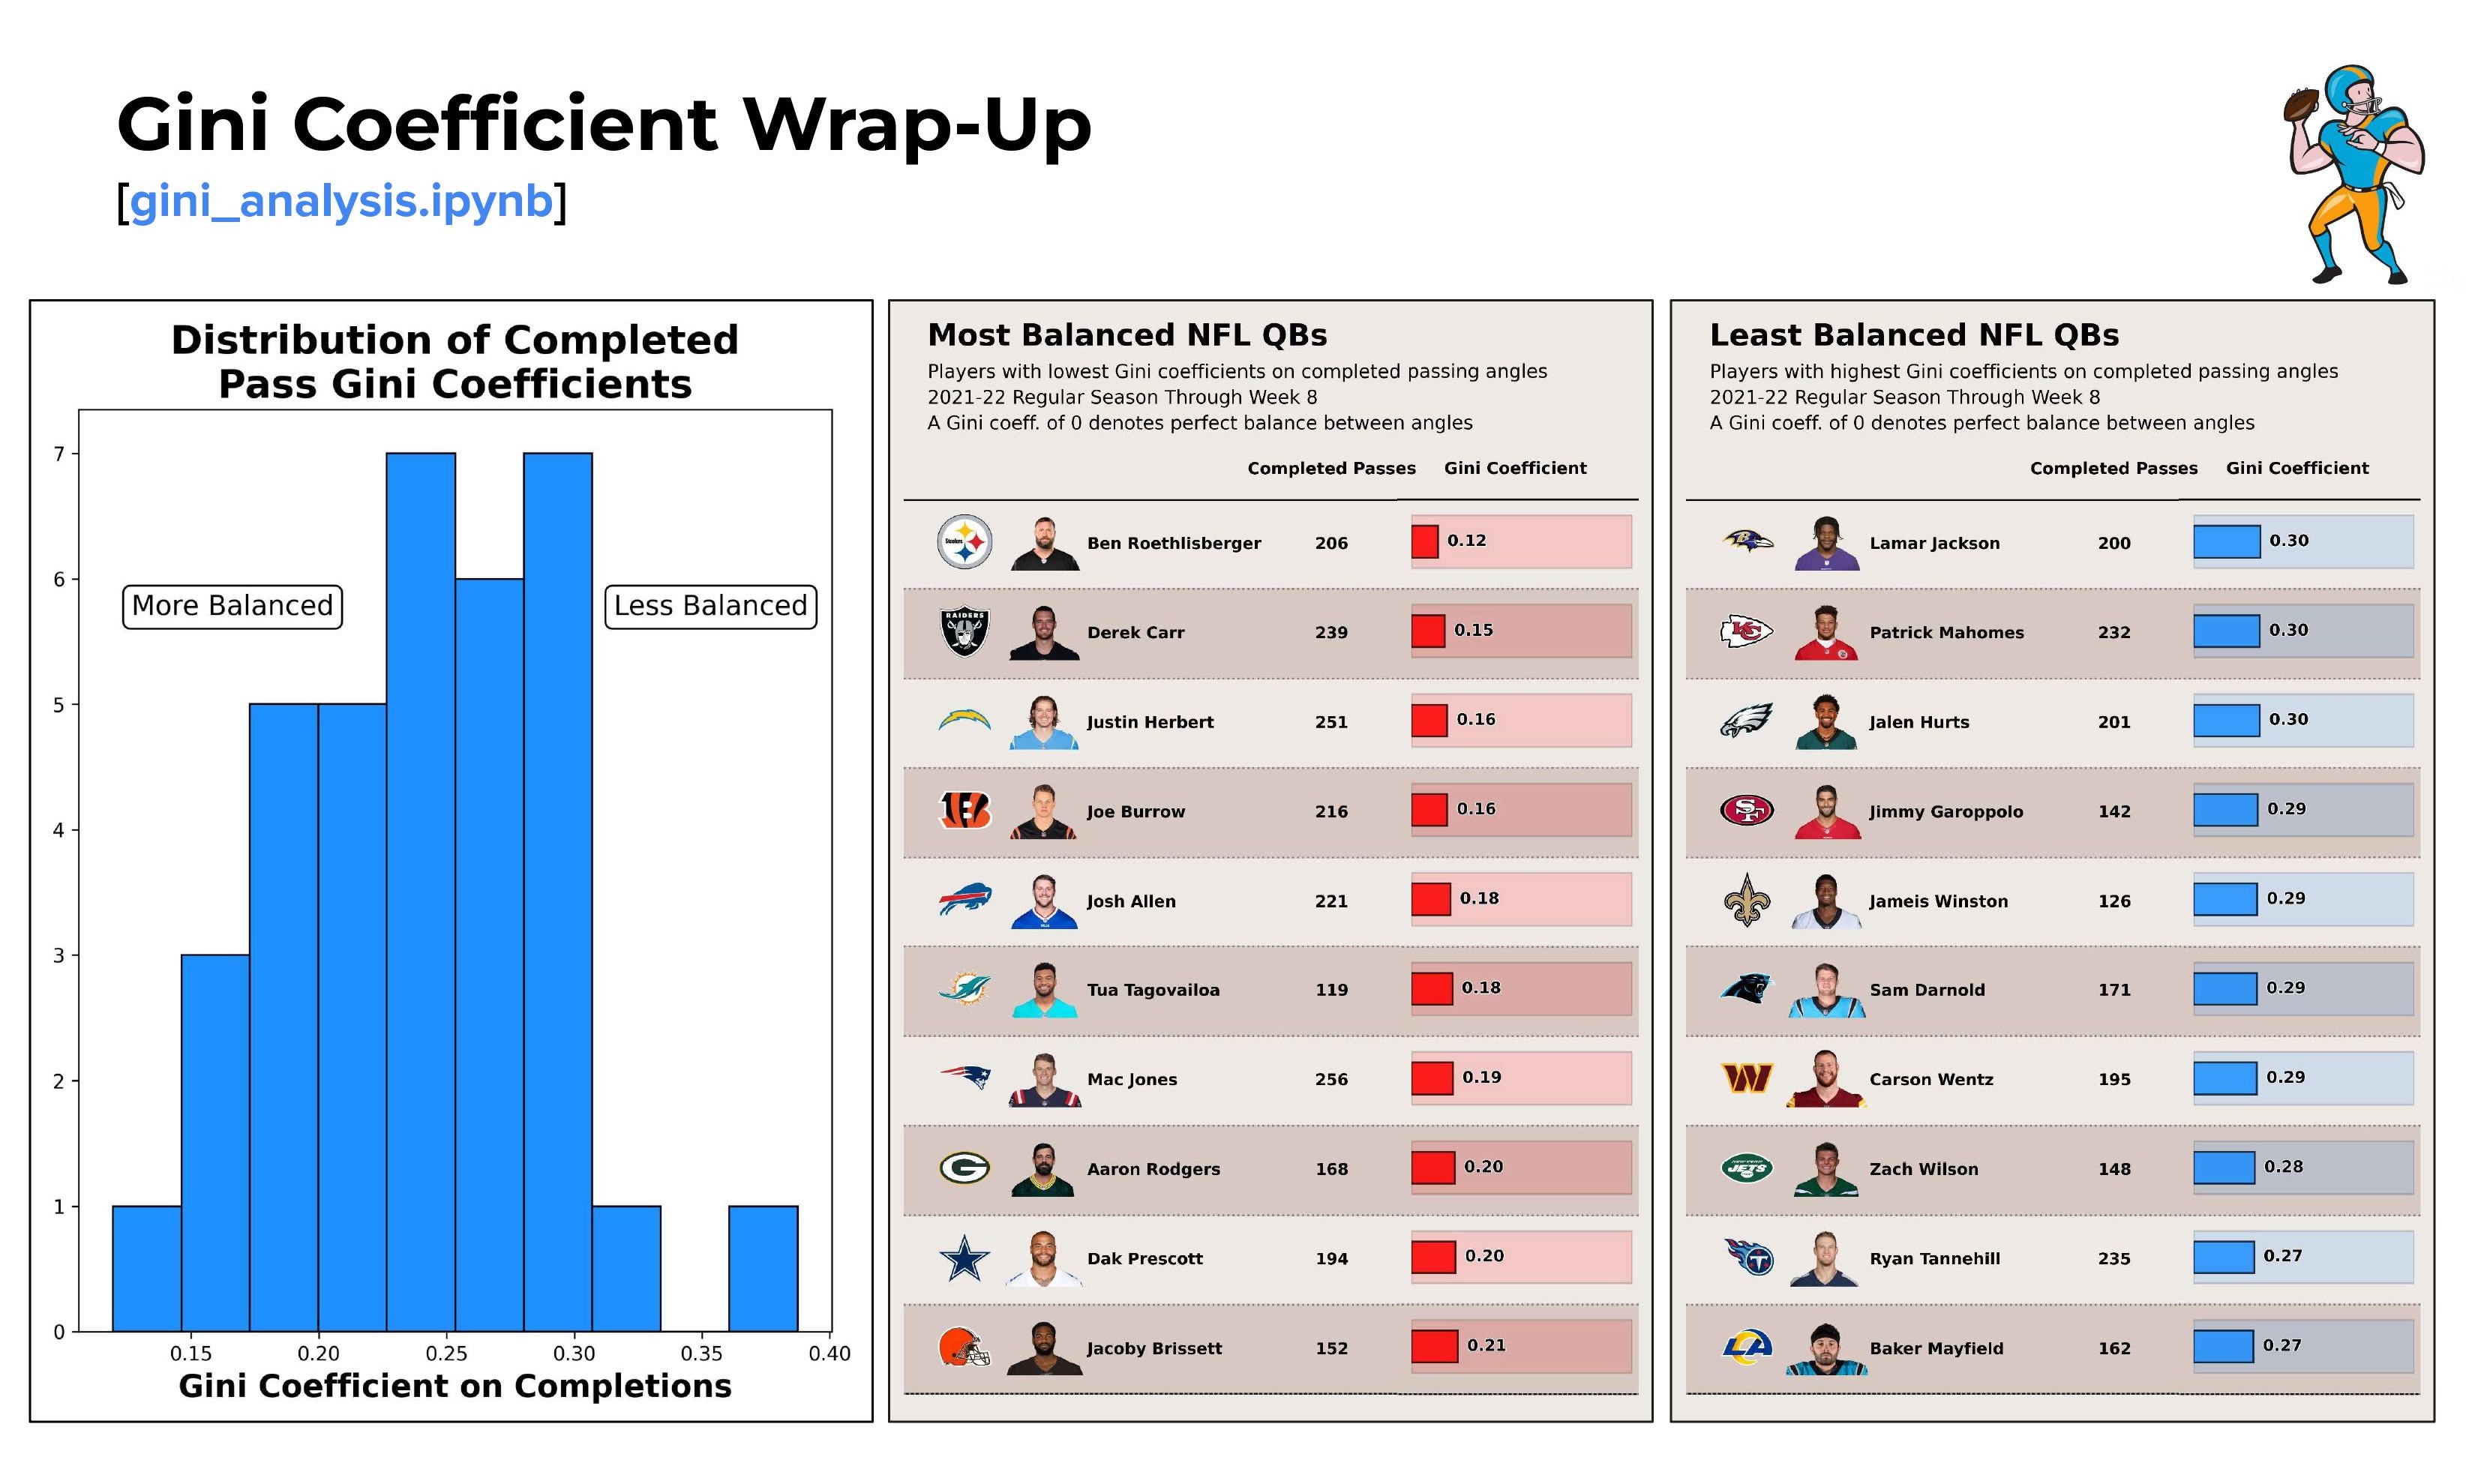 Gini Coefficient Wrap-Up
[gini_analysis.ipynb]
Distribution of Completed
Pass Gini Coefficients
7
6
5
4
3
2
1
0
More Balanced
Less Balanced
0.15 0.20 0.25 0.30 0.35 0.40
Gini Coefficient on Completions
Most Balanced NFL QBs
Players with lowest Gini coefficients on completed passing angles
2021-22 Regular Season Through Week 8
A Gini coeff. of 0 denotes perfect balance between angles
Completed Passes Gini Coefficient
Steelers Ben Roethlisberger 206 0.12
RAIDERS Derek Carr 239 0.15
Justin Herbert 251 0.16
B Joe Burrow 216 0.16
Josh Allen 221 0.18
Tua Tagovailoa 119 0.18
Mac Jones 256 0.19
G Aaron Rodgers 168 0.20
Dak Prescott 194 0.20
Jacoby Brissett 152 0.21
Least Balanced NFL QBs
Players with highest Gini coefficients on completed passing angles
2021-22 Regular Season Through Week 8
A Gini coeff. of 0 denotes perfect balance between angles
Completed Passes Gini Coefficient
B Lamar Jackson 200 0.30
KC Patrick Mahomes 232 0.30
Jalen Hurts 201 0.30
SF Jimmy Garoppolo 142 0.29
Jameis Winston 126 0.29
Sam Darnold 171 0.29
W Carson Wentz 195 0.29
JETS Zach Wilson 148 0.28
T Ryan Tannehill 235 0.27
LA Baker Mayfield 162 0.27